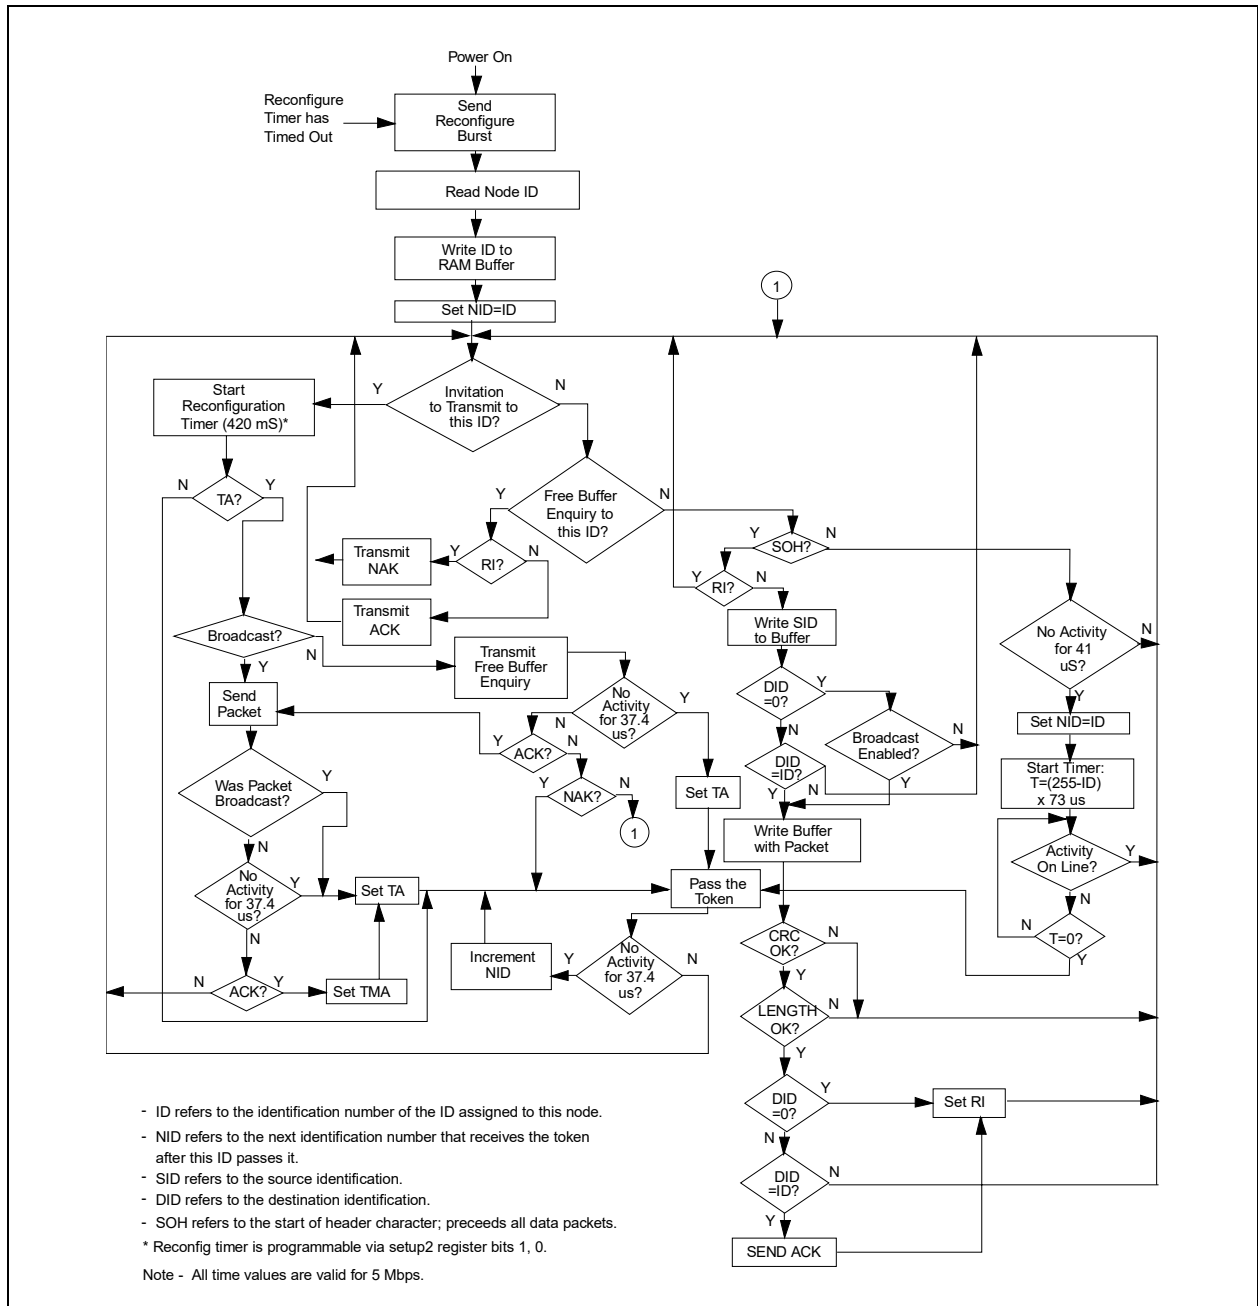 Power On
Reconfigure
Timer has
Timed Out
Send
Reconfigure
Burst
Read Node ID
Write ID to
RAM Buffer
1
Set NID=ID
Start
Reconfiguration
Timer (420 mS)*
Y
Invitation
to Transmit to
this ID?
N
N
TA?
Y
Y
Free Buffer
Enquiry to
this ID?
N
Y
SOH?
N
Transmit
NAK
Y
RI?
N
Y
RI?
N
Transmit
ACK
Write SID
to Buffer
No Activity
for 41
uS?
N
Y
Broadcast?
N
Y
Transmit
Free Buffer
Enquiry
No
Activity
for 37.4
us?
Y
N
DID
=0?
Y
N
Broadcast
Enabled?
N
Y
Set NID=ID
Send
Packet
Y
ACK?
N
DID
=ID?
Y
N
Start Timer:
T=(255-ID)
x 73 us
Was Packet
Broadcast?
Y
N
NAK?
Y
N
1
Set TA
Write Buffer
with Packet
Activity
On Line?
Y
N
No
Activity
for 37.4
us?
Y
N
Set TA
Pass the
Token
N
T=0?
Y
CRC
OK?
N
Y
Increment
NID
Y
No
Activity
for 37.4
us?
N
N
ACK?
Y
Set TMA
LENGTH
OK?
N
Y
DID
=0?
Y
N
Set RI
DID
=ID?
N
Y
SEND ACK
- ID refers to the identification number of the ID assigned to this node.
- NID refers to the next identification number that receives the token
after this ID passes it.
- SID refers to the source identification.
- DID refers to the destination identification.
- SOH refers to the start of header character; preceeds all data packets.
* Reconfig timer is programmable via setup2 register bits 1, 0.
Note - All time values are valid for 5 Mbps.